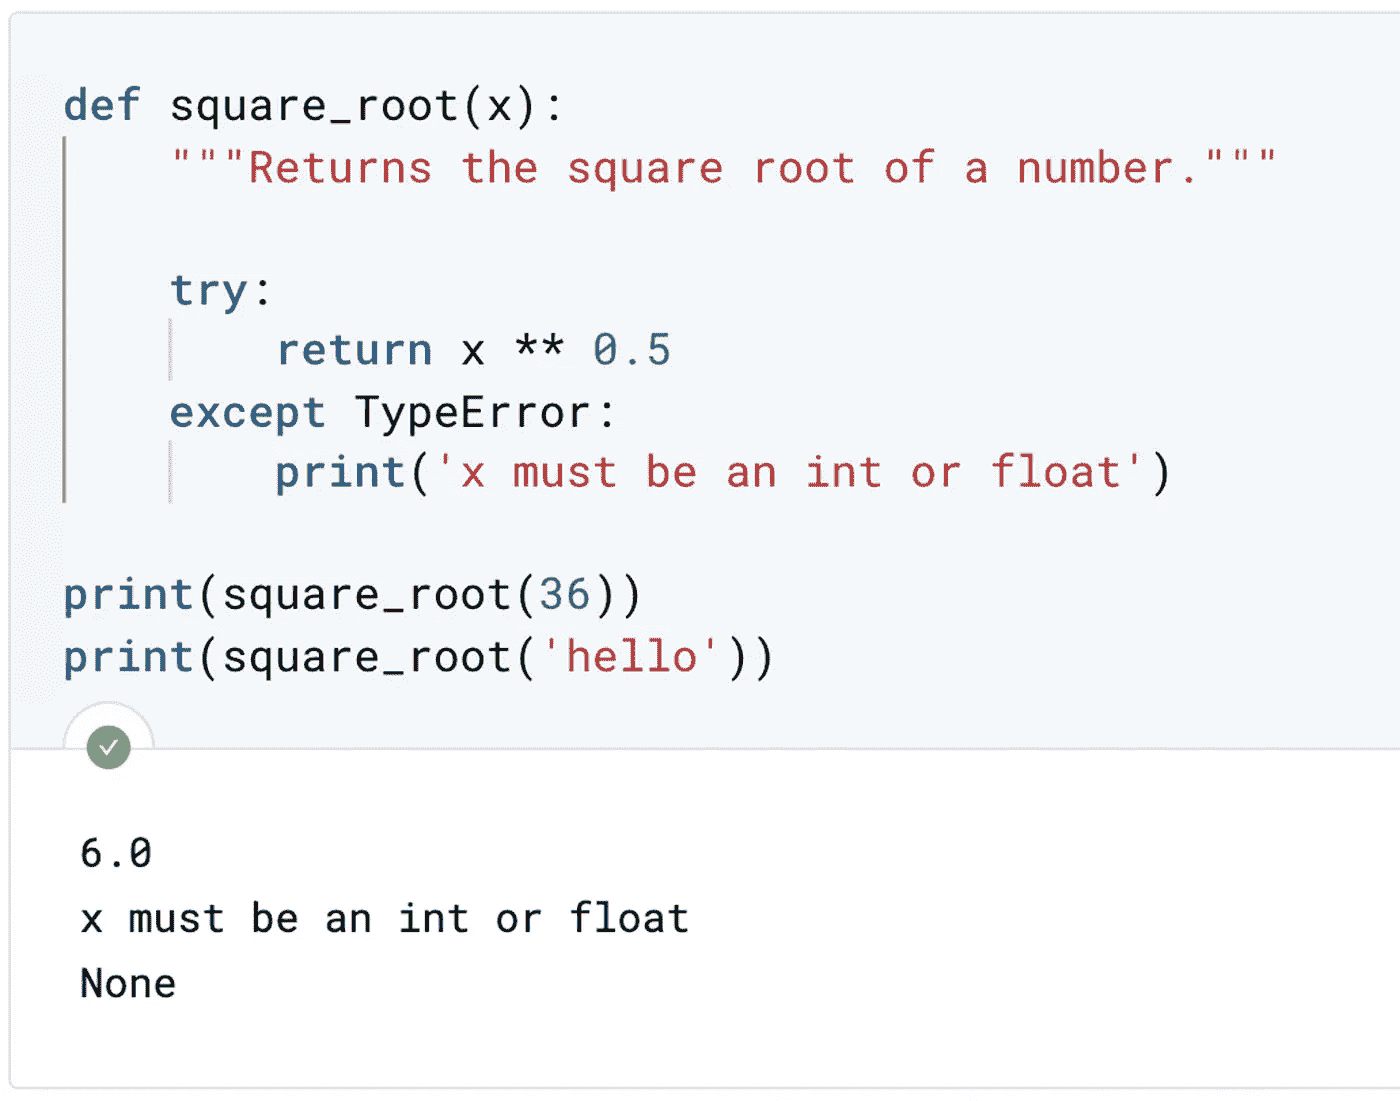 def square_root(x):
    """Returns the square root of a number."""
    try:
        return x ** 0.5
    except TypeError:
        print('x must be an int or float')
print(square_root(36))
print(square_root('hello'))
6.0
x must be an int or float
None